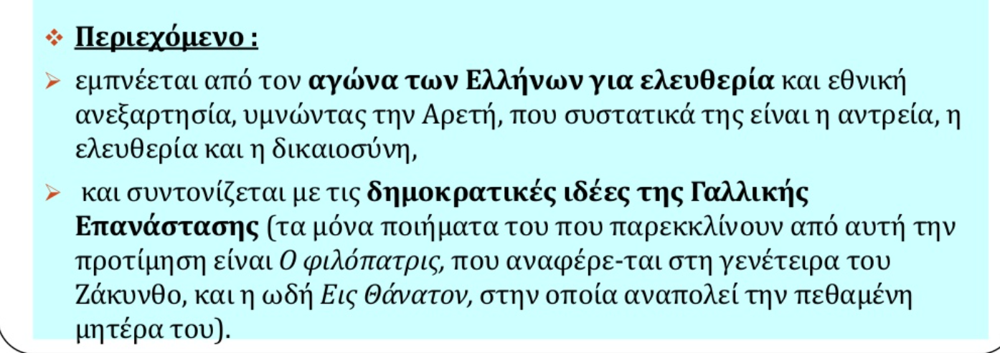 ❖ Περιεχόμενο :
➢ εμπνέεται από τον αγώνα των Ελλήνων για ελευθερία και εθνική
ανεξαρτησία, υμνώντας την Αρετή, που συστατικά της είναι η αντρεία, η
ελευθερία και η δικαιοσύνη,
➢ και συντονίζεται με τις δημοκρατικές ιδέες της Γαλλικής
Επανάστασης (τα μόνα ποιήματα του που παρεκκλίνουν από αυτή την
προτίμηση είναι Ο φιλόπατρις, που αναφέρε-ται στη γενέτειρα του
Ζάκυνθο, και η ωδή Εις Θάνατον, στην οποία αναπολεί την πεθαμένη
μητέρα του).